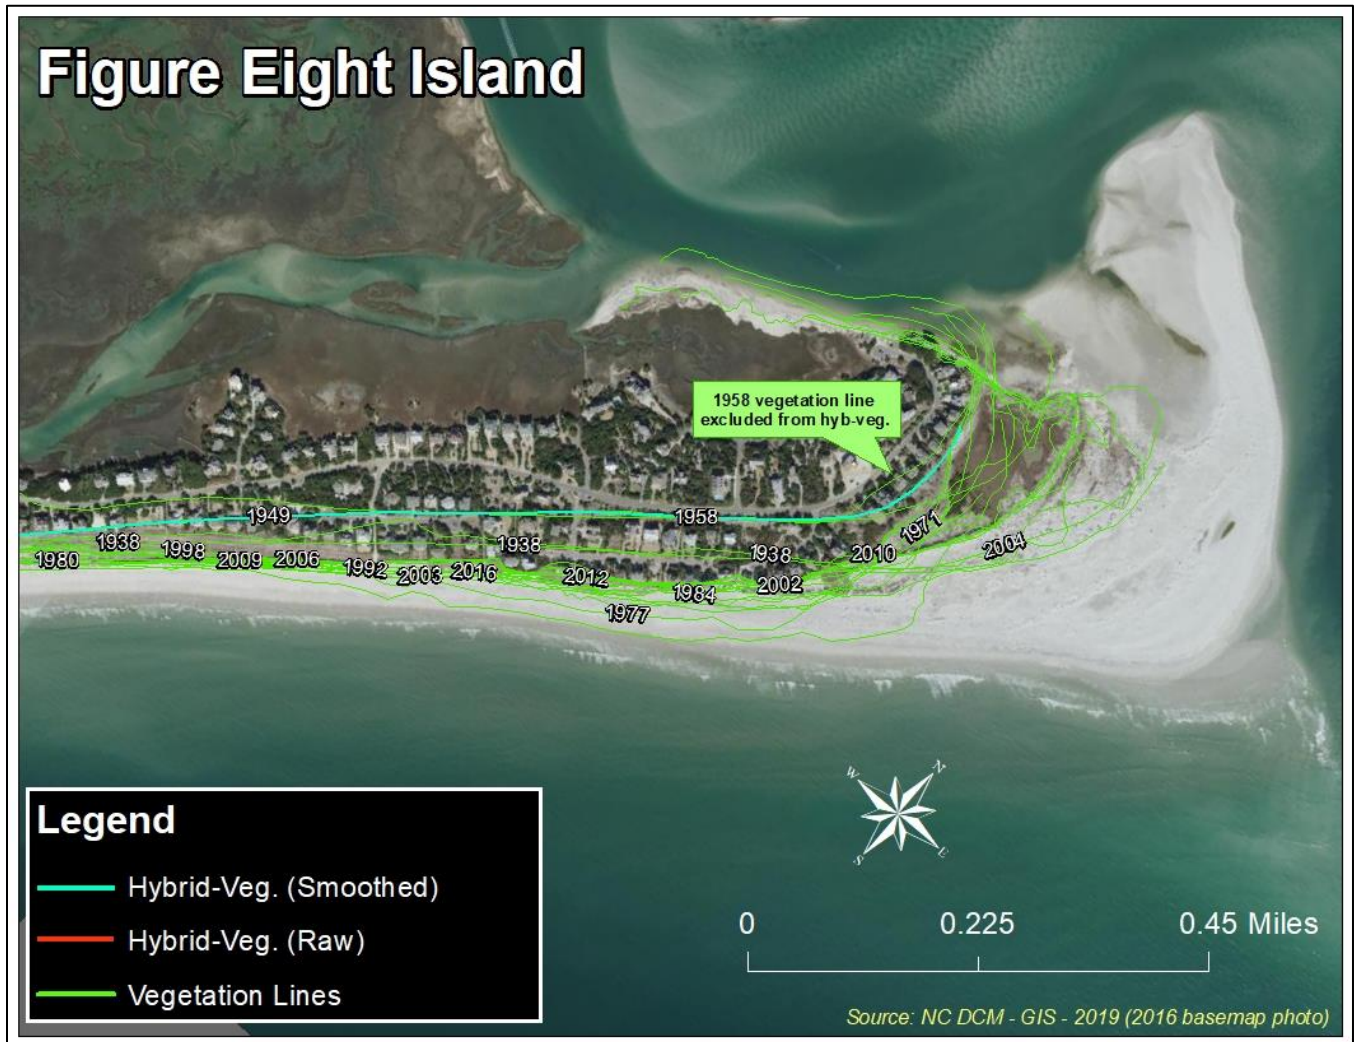 Figure Eight Island
1958 vegetation line
excluded from hyb-veg.
1949
1958
1938
1938
1938
1971
1980
1998
2009
2006
1992
2003
2016
2012
1984
2002
2010
2004
1977
W
N
S
E
Legend
Hybrid-Veg. (Smoothed)
Hybrid-Veg. (Raw)
Vegetation Lines
0 0.225 0.45 Miles
Source: NC DCM - GIS - 2019 (2016 basemap photo)